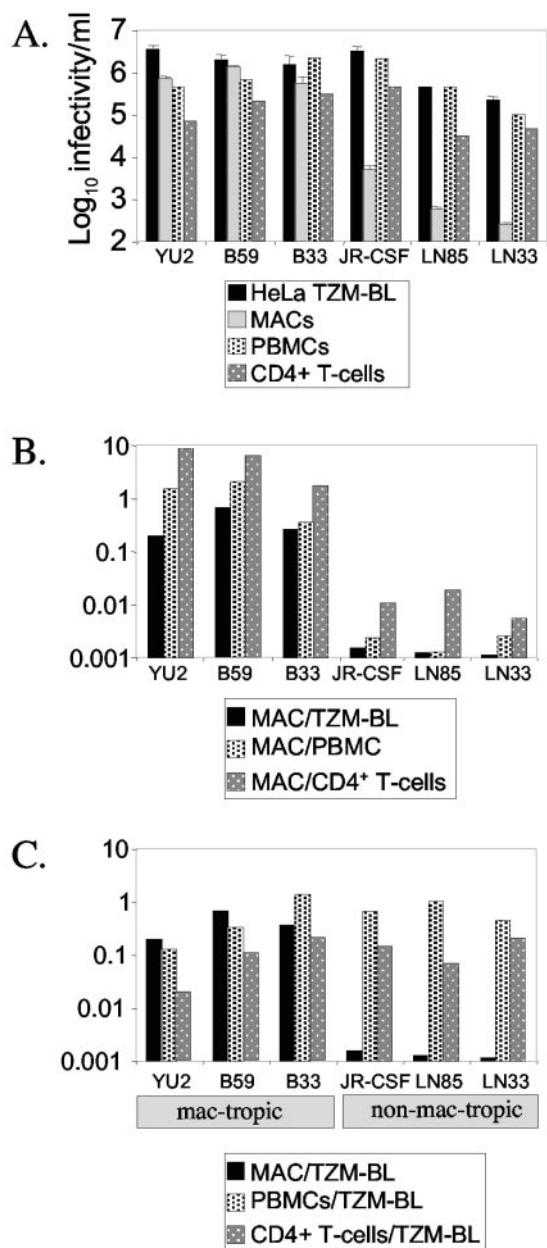 A.
Log₁₀ infectivity/ml
7
6
5
4
3
2
YU2 B59 B33 JR-CSF LN85 LN33
HeLa TZM-BL
MACs
PBMCs
CD4+ T-cells
B.
10
1
0.1
0.01
0.001
YU2 B59 B33 JR-CSF LN85 LN33
MAC/TZM-BL
MAC/PBMC
MAC/CD4⁺ T-cells
C.
10
1
0.1
0.01
0.001
YU2 B59 B33 JR-CSF LN85 LN33
mac-tropic non-mac-tropic
MAC/TZM-BL
PBMCs/TZM-BL
CD4+ T-cells/TZM-BL